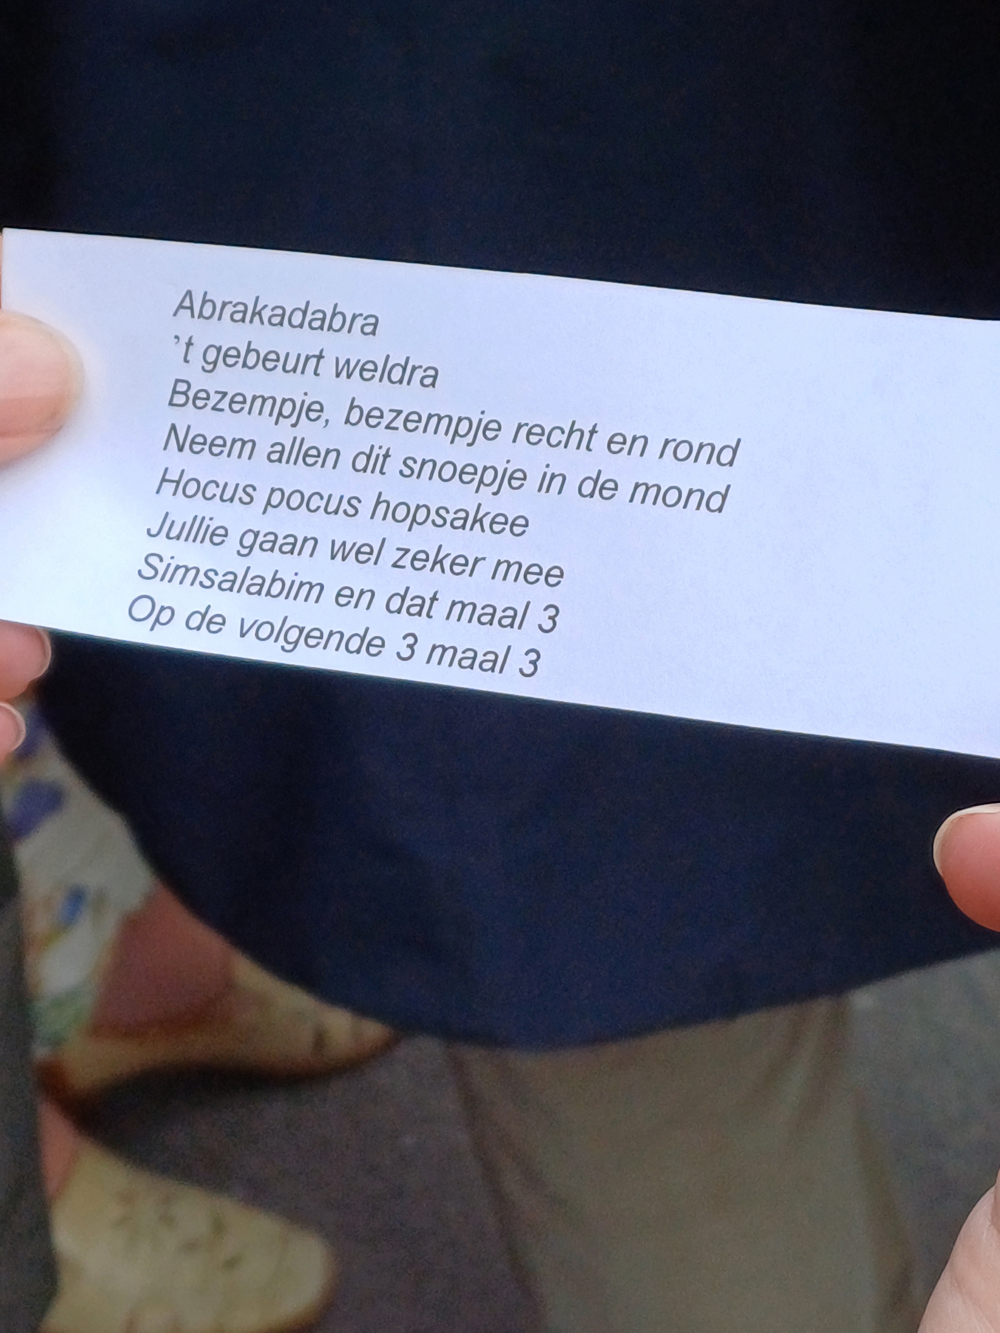 Abrakadabra
’t gebeurt weldra
Bezempje, bezempje recht en rond
Neem allen dit snoepje in de mond
Hocus pocus hopsakee
Jullie gaan wel zeker mee
Simsalabim en dat maal 3
Op de volgende 3 maal 3